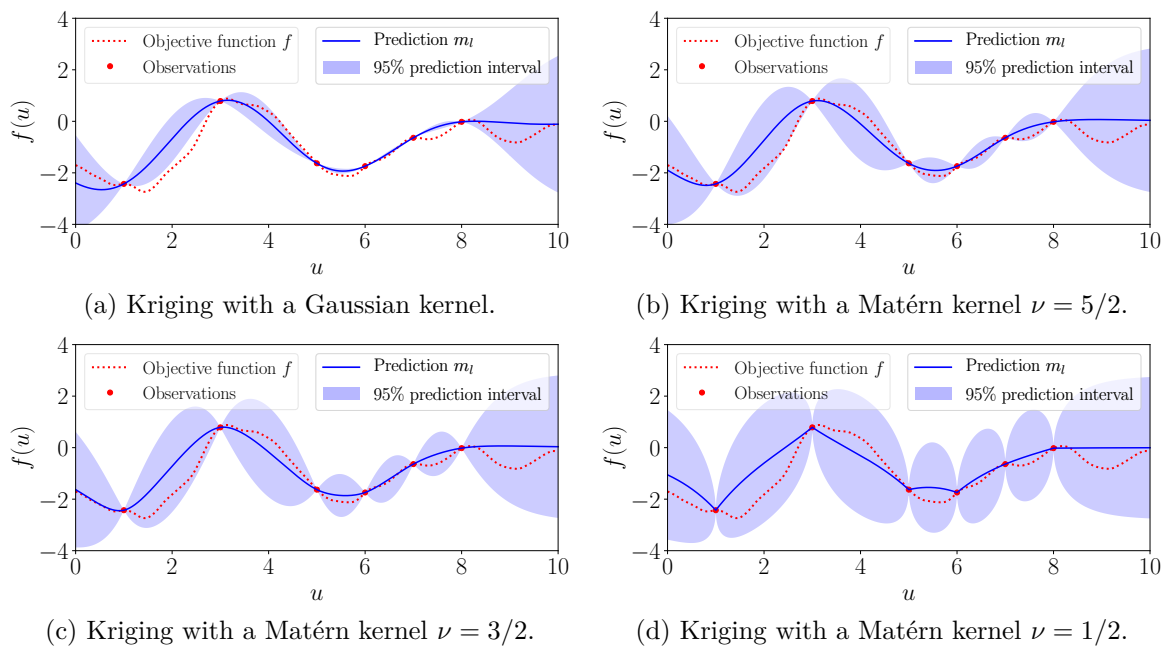 4
2
0
−2
−4
f(u)
Objective function f
Observations
Prediction m_l
95% prediction interval
0 2 4 6 8 10
u
(a) Kriging with a Gaussian kernel.
4
2
0
−2
−4
f(u)
Objective function f
Observations
Prediction m_l
95% prediction interval
0 2 4 6 8 10
u
(b) Kriging with a Matérn kernel ν = 5/2.
4
2
0
−2
−4
f(u)
Objective function f
Observations
Prediction m_l
95% prediction interval
0 2 4 6 8 10
u
(c) Kriging with a Matérn kernel ν = 3/2.
4
2
0
−2
−4
f(u)
Objective function f
Observations
Prediction m_l
95% prediction interval
0 2 4 6 8 10
u
(d) Kriging with a Matérn kernel ν = 1/2.